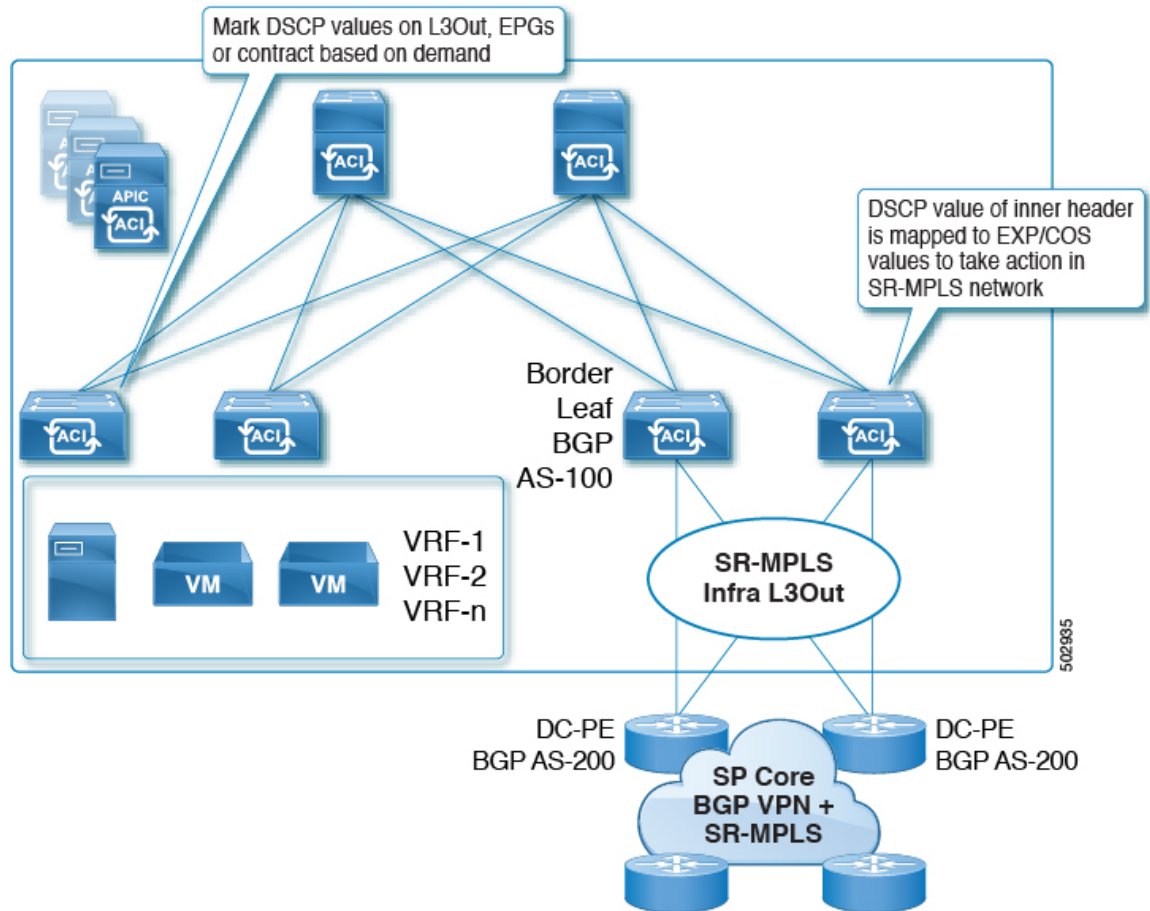 Mark DSCP values on L3Out, EPGs
or contract based on demand
ACI
ACI
A
A
APIC
ACI
DSCP value of inner header
is mapped to EXP/COS
values to take action in
SR-MPLS network
Border
Leaf
BGP
AS-100
ACI
ACI
ACI
ACI
VM
VM
VRF-1
VRF-2
VRF-n
SR-MPLS
Infra L3Out
502935
DC-PE
BGP AS-200
DC-PE
BGP AS-200
SP Core
BGP VPN +
SR-MPLS